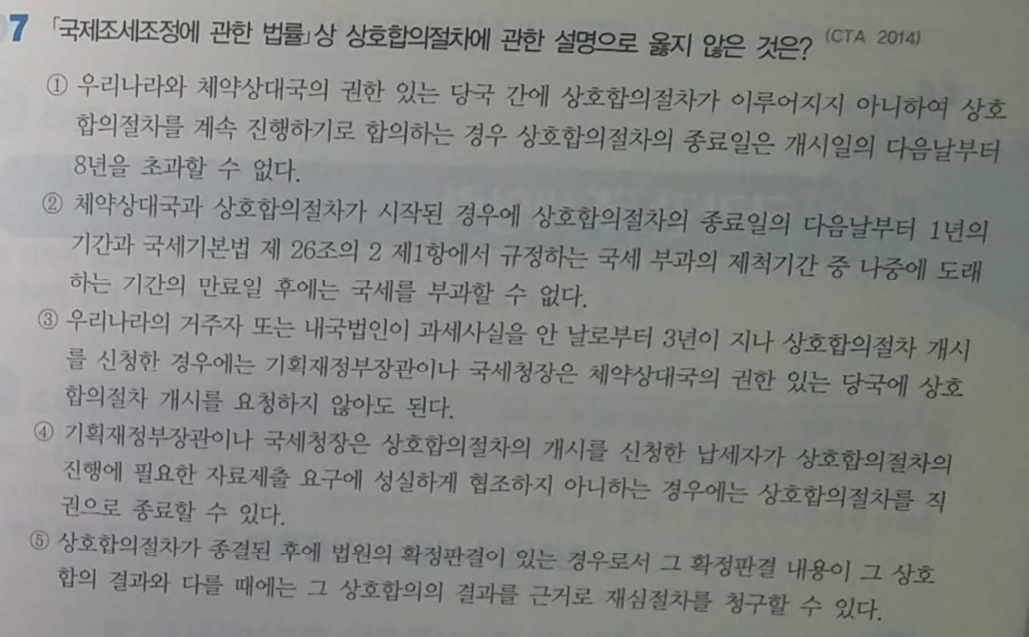 7 「국제조세조정에 관한 법률」상 상호합의절차에 관한 설명으로 옳지 않은 것은? (CTA 2014)
① 우리나라와 체약상대국의 권한 있는 당국 간에 상호합의절차가 이루어지지 아니하여 상호
합의절차를 계속 진행하기로 합의하는 경우 상호합의절차의 종료일은 개시일의 다음날부터
8년을 초과할 수 없다.
② 체약상대국과 상호합의절차가 시작된 경우에 상호합의절차의 종료일의 다음날부터 1년의
기간과 국세기본법 제 26조의 2 제1항에서 규정하는 국세 부과의 제척기간 중 나중에 도래
하는 기간의 만료일 후에는 국세를 부과할 수 없다.
③ 우리나라의 거주자 또는 내국법인이 과세사실을 안 날로부터 3년이 지나 상호합의절차 개시
를 신청한 경우에는 기획재정부장관이나 국세청장은 체약상대국의 권한 있는 당국에 상호
합의절차 개시를 요청하지 않아도 된다.
④ 기획재정부장관이나 국세청장은 상호합의절차의 개시를 신청한 납세자가 상호합의절차의
진행에 필요한 자료제출 요구에 성실하게 협조하지 아니하는 경우에는 상호합의절차를 직
권으로 종료할 수 있다.
⑤ 상호합의절차가 종결된 후에 법원의 확정판결이 있는 경우로서 그 확정판결 내용이 그 상호
합의 결과와 다를 때에는 그 상호합의의 결과를 근거로 재심절차를 청구할 수 있다.